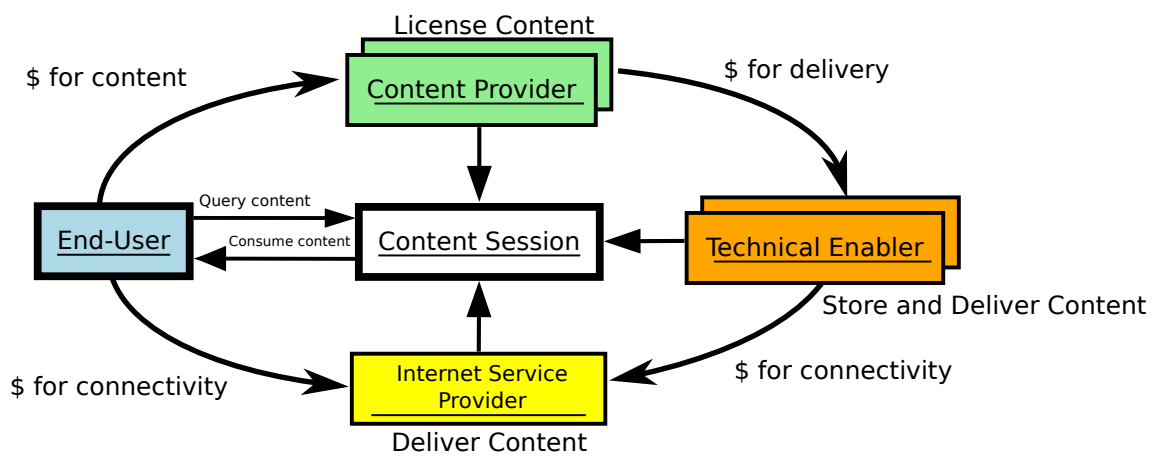 License Content
$ for content
Content Provider
$ for delivery
Query content
End-User
Consume content
Content Session
Technical Enabler
Store and Deliver Content
$ for connectivity
Internet Service
Provider
$ for connectivity
Deliver Content